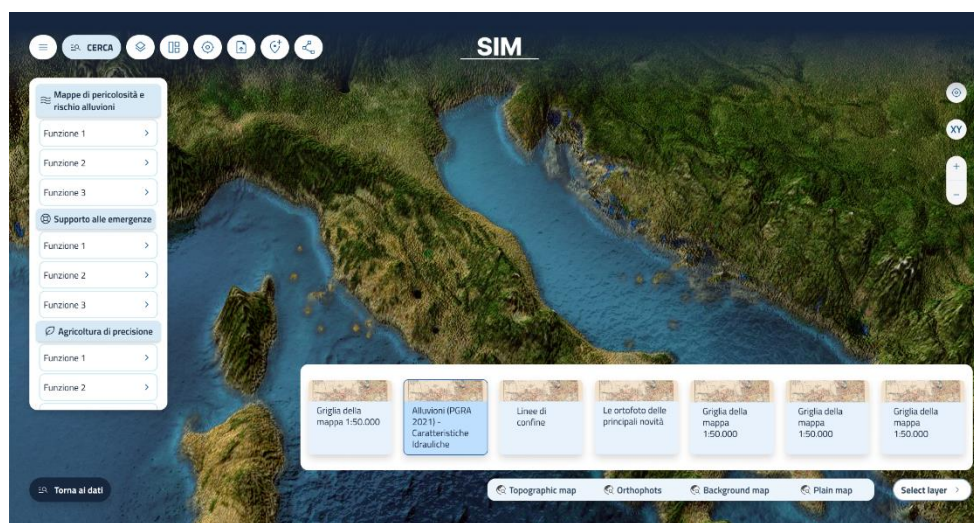 CERCA
SIM
Mappe di pericolosità e
rischio alluvioni
Funzione 1
Funzione 2
Funzione 3
Supporto alle emergenze
Funzione 1
Funzione 2
Funzione 3
Agricoltura di precisione
Funzione 1
Funzione 2
XY
+
-
Griglia della
mappa 1:50.000
Alluvioni (PGRA
2021) -
Caratteristiche
Idrauliche
Linee di
confine
Le ortofoto delle
principali novità
Griglia della
mappa
1:50.000
Griglia della
mappa
1:50.000
Griglia della
mappa
1:50.000
Torna ai dati
Topographic map
Orthophots
Background map
Plain map
Select layer